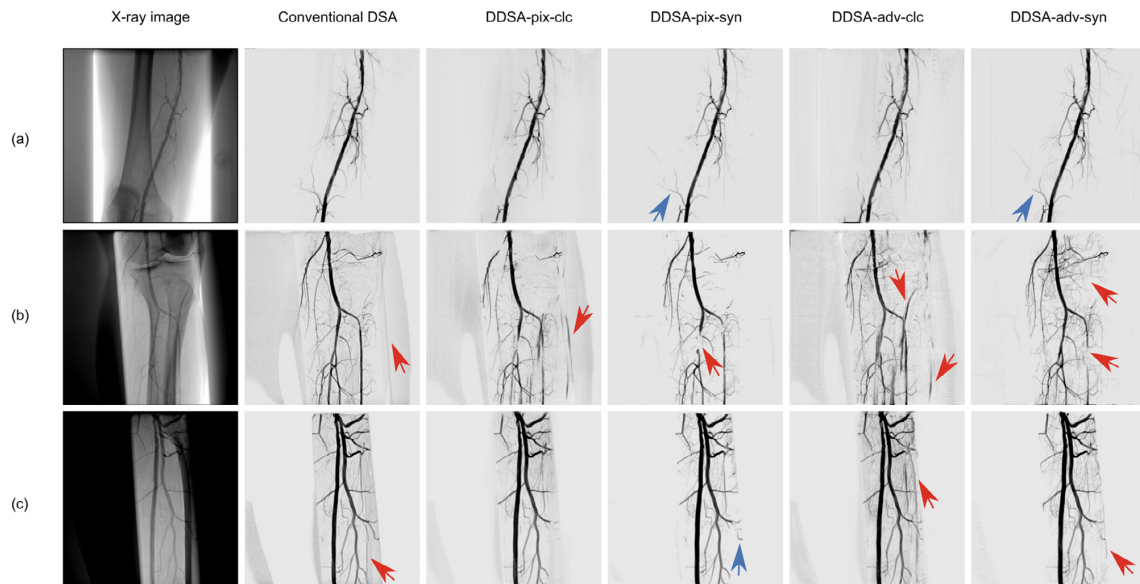 X-ray image Conventional DSA DDSA-pix-clc DDSA-pix-syn DDSA-adv-clc DDSA-adv-syn
(a)
(b)
(c)